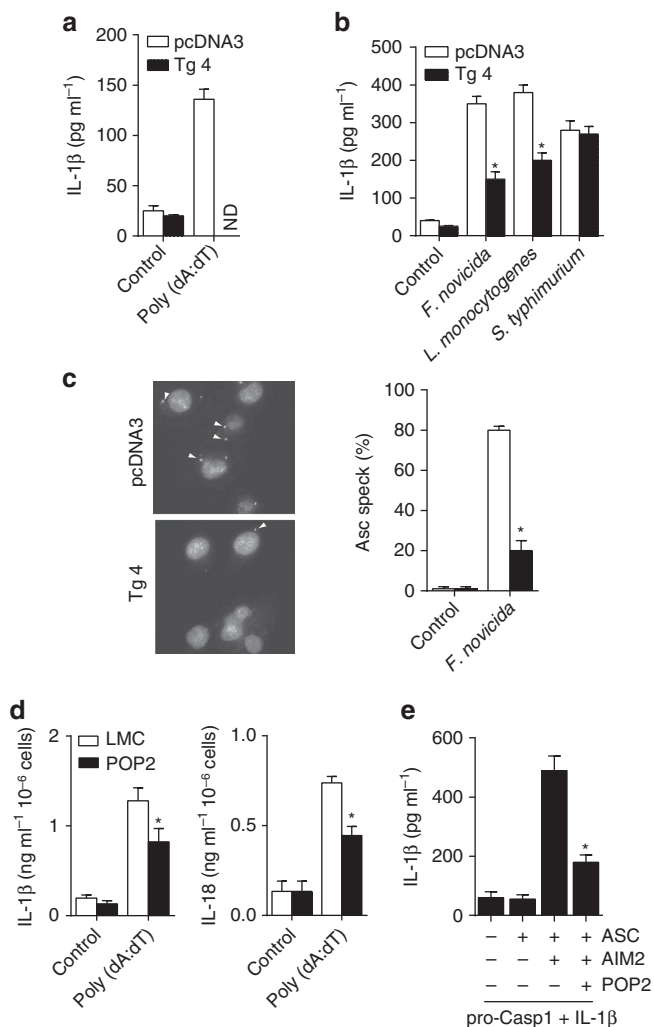 a
pcDNA3
Tg 4
IL-1β (pg ml⁻¹)
200
150
100
50
0
ND
Control
Poly (dA:dT)
b
pcDNA3
Tg 4
IL-1β (pg ml⁻¹)
500
400
300
200
100
0
*
*
Control
F. novicida
L. monocytogenes
S. typhimurium
c
pcDNA3
Tg 4
Asc speck (%)
100
80
60
40
20
0
*
Control
F. novicida
d
LMC
POP2
IL-1β (ng ml⁻¹ 10⁻⁶ cells)
2
1
0
*
Control
Poly (dA:dT)
IL-18 (ng ml⁻¹ 10⁻⁶ cells)
1.0
0.5
0.0
*
Control
Poly (dA:dT)
e
IL-1β (pg ml⁻¹)
600
400
200
0
*
− + + + ASC
− − + + AIM2
− − − + POP2
pro-Casp1 + IL-1β